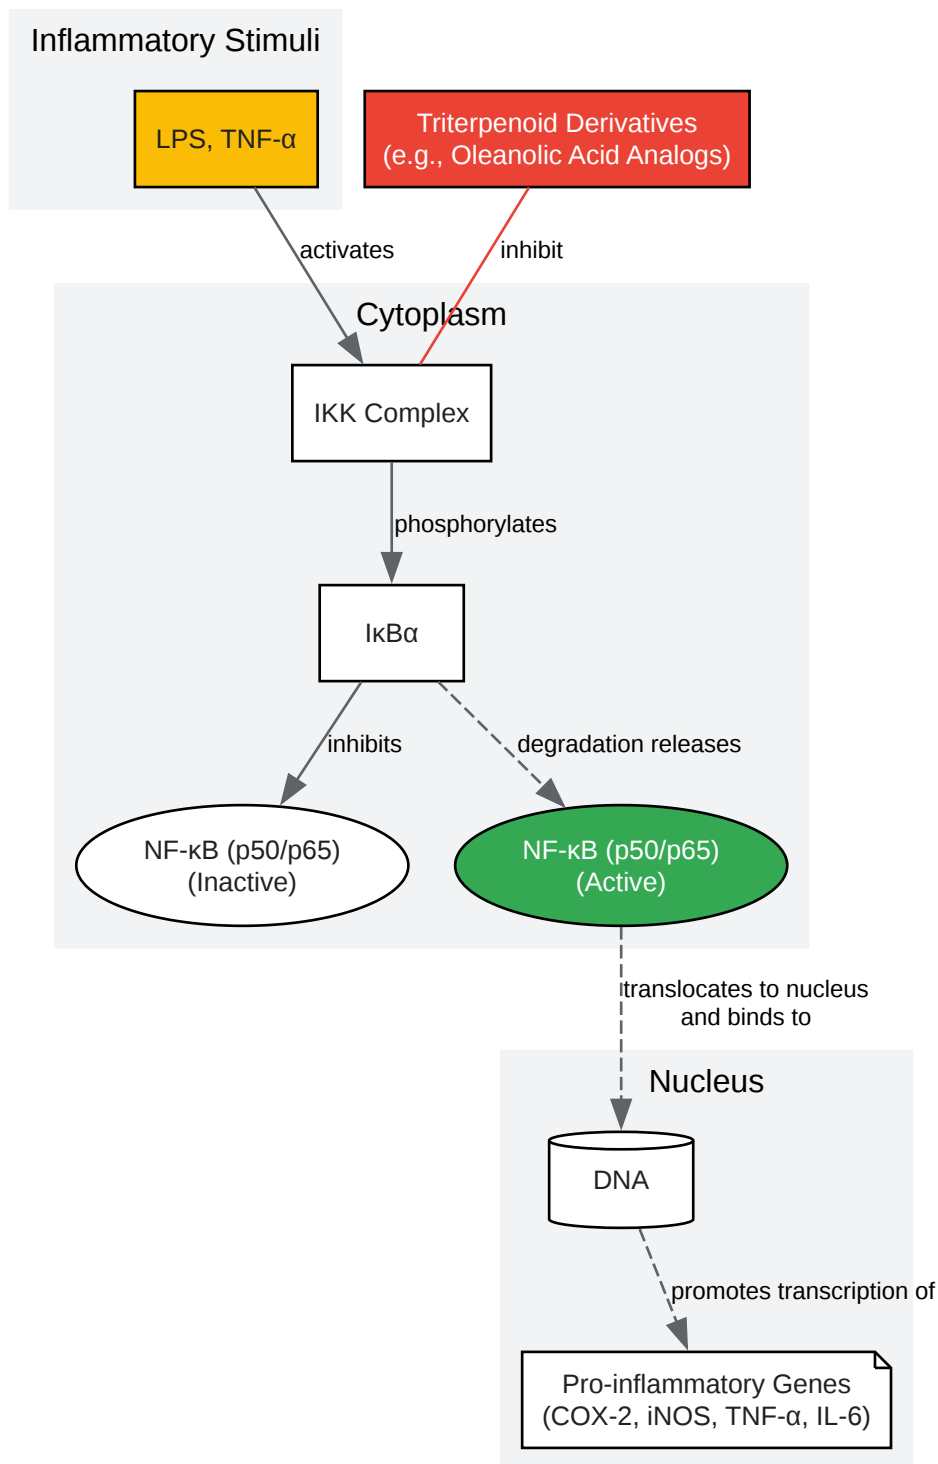 Inflammatory Stimuli
LPS, TNF-α
Triterpenoid Derivatives
(e.g., Oleanolic Acid Analogs)
activates
inhibit
Cytoplasm
IKK Complex
phosphorylates
IκBα
inhibits
degradation releases
NF-κB (p50/p65)
(Inactive)
NF-κB (p50/p65)
(Active)
translocates to nucleus
and binds to
Nucleus
DNA
promotes transcription of
Pro-inflammatory Genes
(COX-2, iNOS, TNF-α, IL-6)